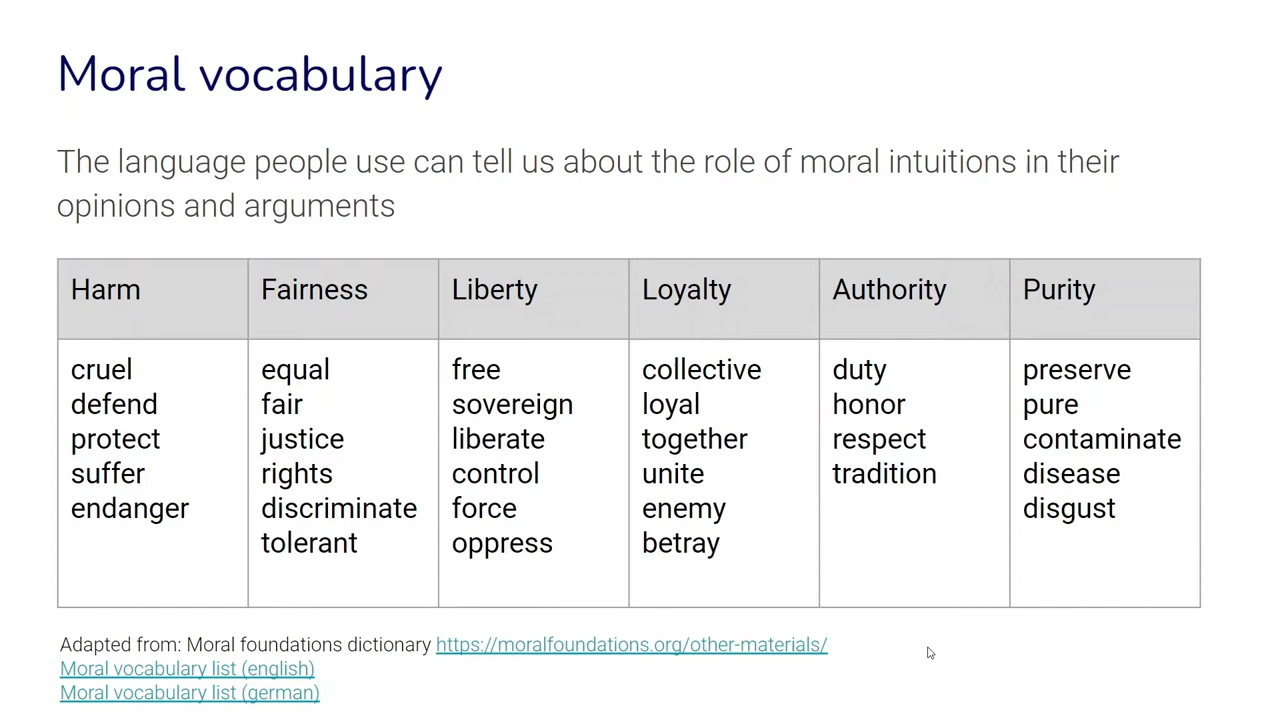 Moral vocabulary
The language people use can tell us about the role of moral intuitions in their
opinions and arguments
Harm
Fairness
Liberty
Loyalty
Authority
Purity
cruel
defend
protect
suffer
endanger
equal
fair
justice
rights
discriminate
tolerant
free
sovereign
liberate
control
force
oppress
collective
loyal
together
unite
enemy
betray
duty
honor
respect
tradition
preserve
pure
contaminate
disease
disgust
Adapted from: Moral foundations dictionary https://moralfoundations.org/other-materials/
Moral vocabulary list (english)
Moral vocabulary list (german)